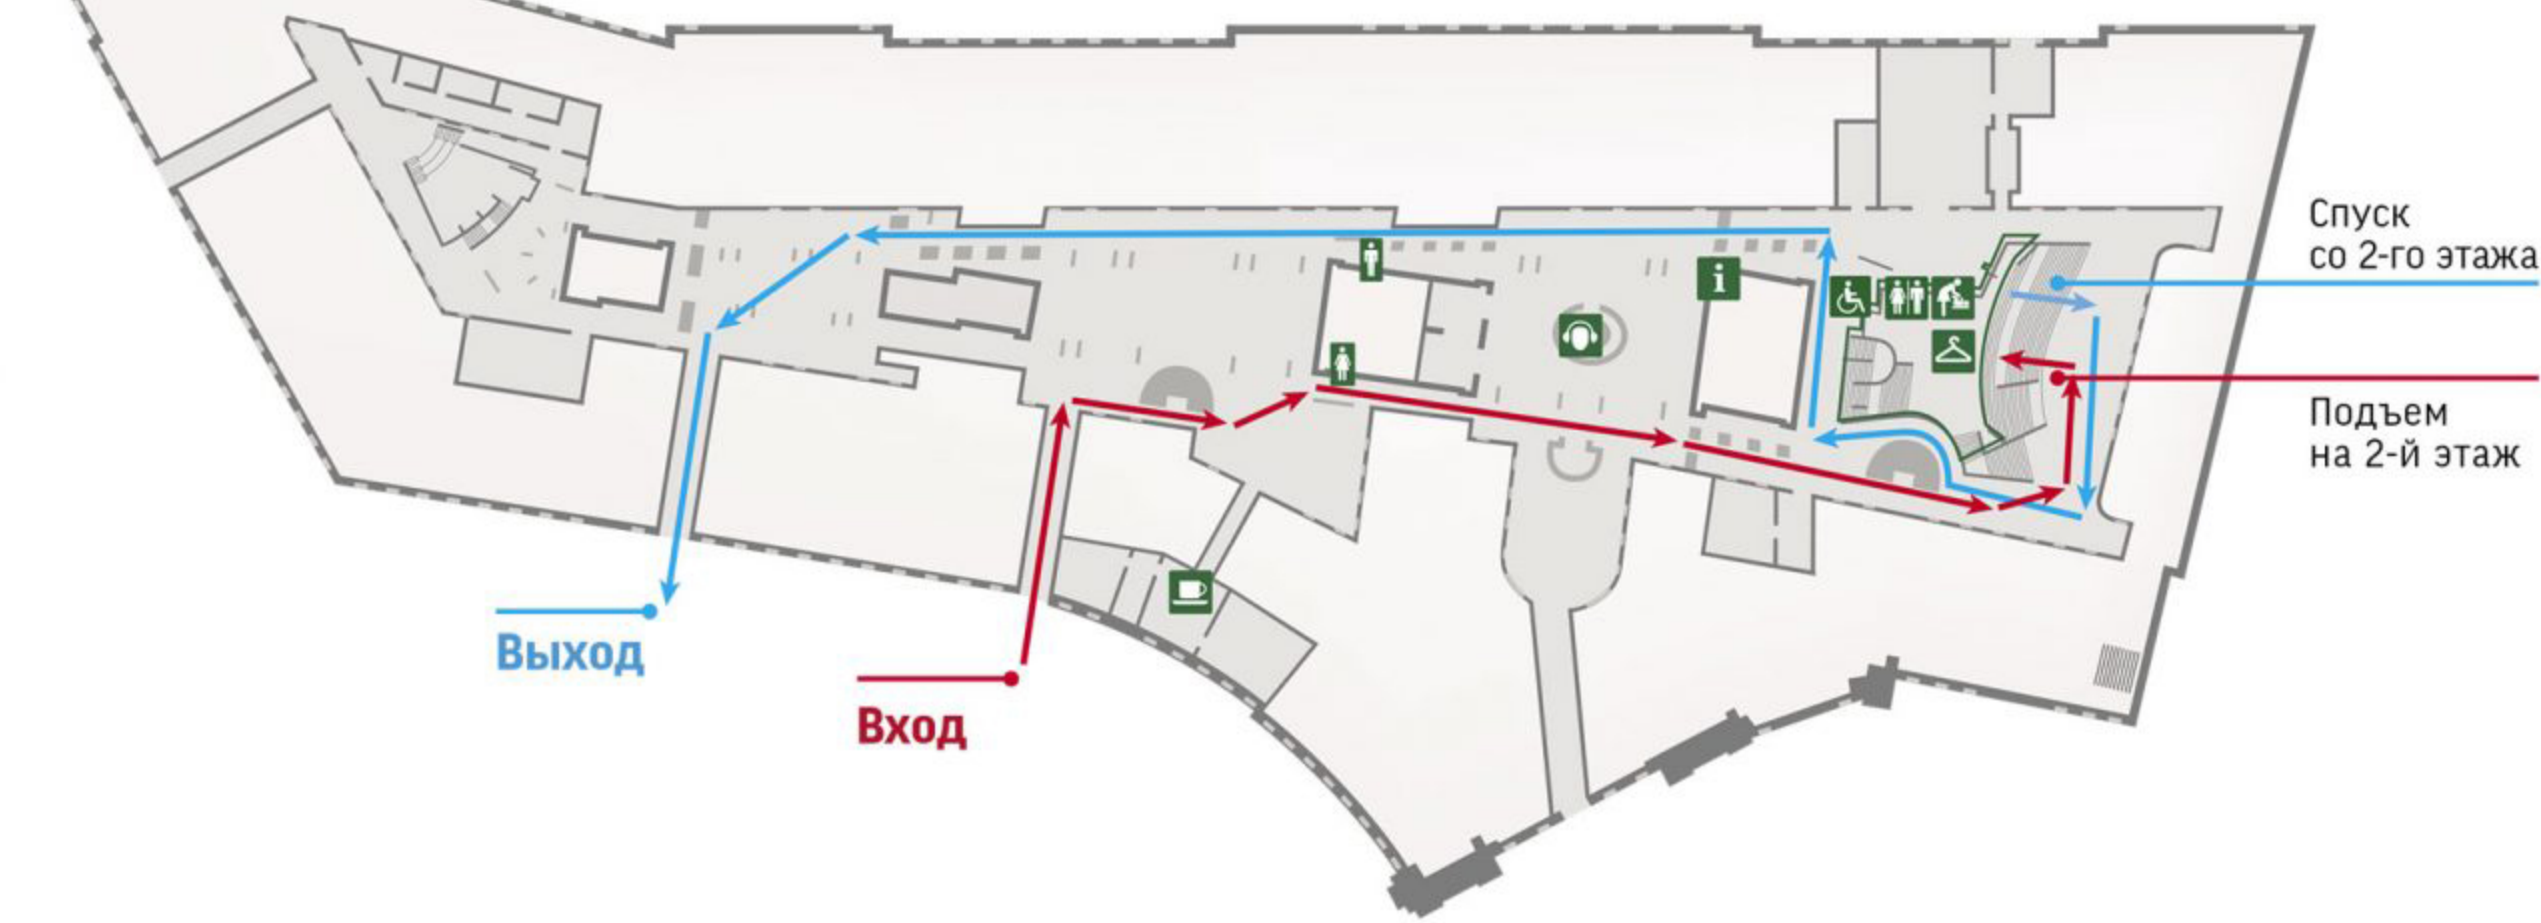 Спуск
со 2-го этажа
Подъем
на 2-й этаж
Выход
Вход
i